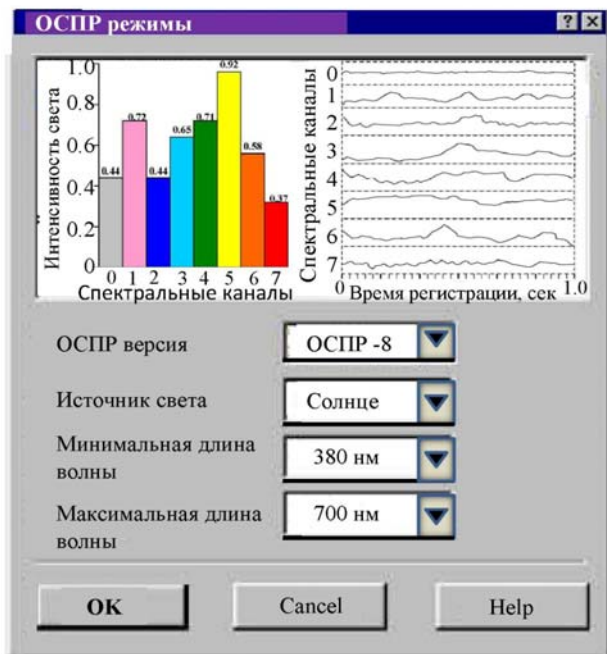 ОСПР режимы
? x
Интенсивность света
1.0
0.8
0.6
0.4
0.2
0
0.44
0.72
0.44
0.65
0.71
0.92
0.58
0.37
0 1 2 3 4 5 6 7
Спектральные каналы
Спектральные каналы
0
1
2
3
4
5
6
7
0
1.0
Время регистрации, сек
ОСПР версия
ОСПР -8
Источник света
Солнце
Минимальная длина
волны
380 нм
Максимальная длина
волны
700 нм
OK
Cancel
Help